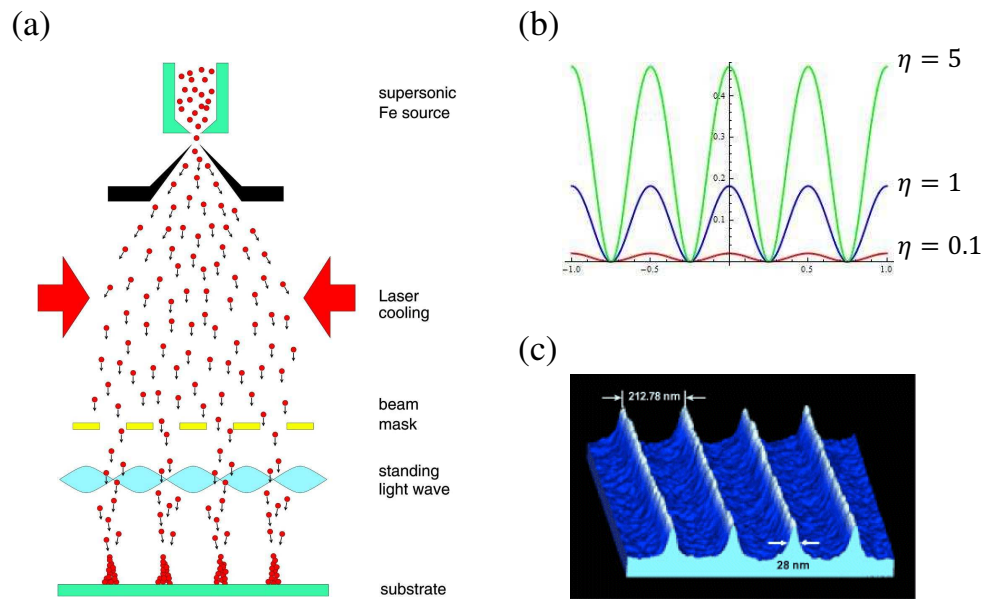 (a)
supersonic
Fe source
Laser
cooling
beam
mask
standing
light wave
substrate
(b)
η = 5
η = 1
η = 0.1
0.4
0.3
0.2
0.1
-1.0 -0.5 0.5 1.0
(c)
212.78 nm
28 nm